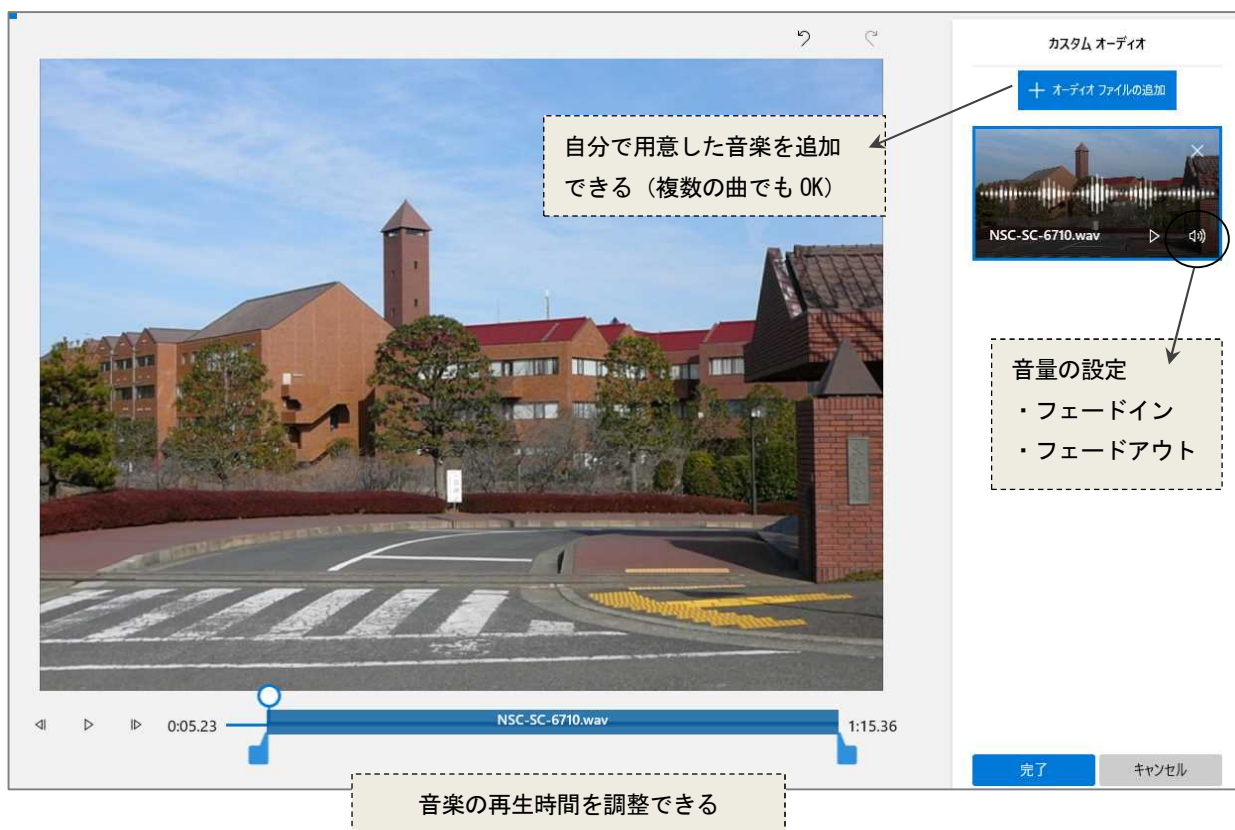 カスタム オーディオ
＋ オーディオ ファイルの追加
自分で用意した音楽を追加
できる（複数の曲でも OK）
NSC-SC-6710.wav
音量の設定
・フェードイン
・フェードアウト
0:05.23
NSC-SC-6710.wav
1:15.36
完了
キャンセル
音楽の再生時間を調整できる